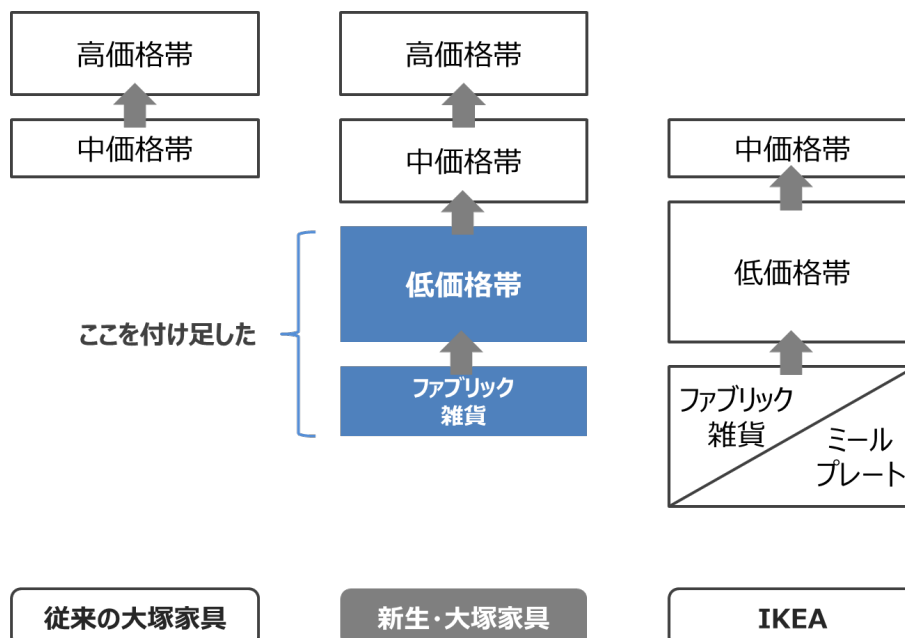 高価格帯
中価格帯
高価格帯
中価格帯
低価格帯
ファブリック
雑貨
ここを付け足した
中価格帯
低価格帯
ファブリック
雑貨
ミール
プレート
従来の大塚家具
新生・大塚家具
IKEA